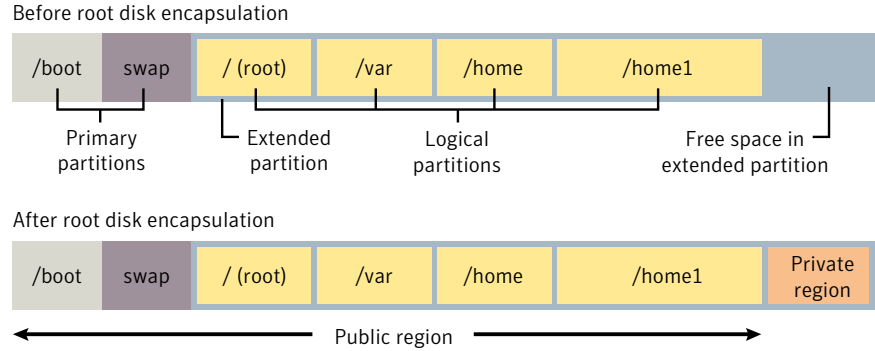 Before root disk encapsulation
/boot
swap
/ (root)
/var
/home
/home1
Primary
partitions
Extended
partition
Logical
partitions
Free space in
extended partition
After root disk encapsulation
/boot
swap
/ (root)
/var
/home
/home1
Private
region
Public region